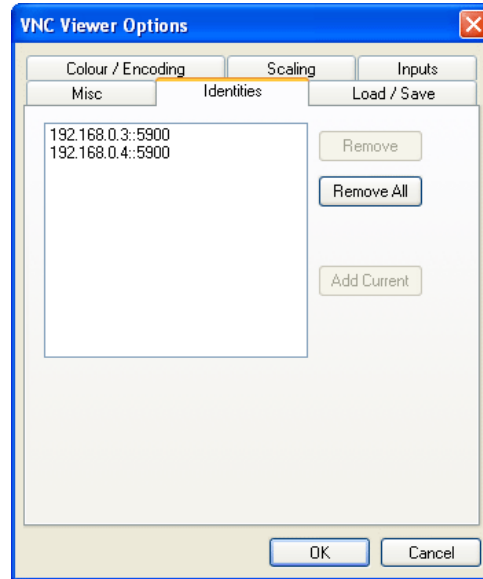 VNC Viewer Options
Colour / Encoding Scaling Inputs
Misc Identities Load / Save
192.168.0.3::5900
192.168.0.4::5900
Remove
Remove All
Add Current
OK Cancel